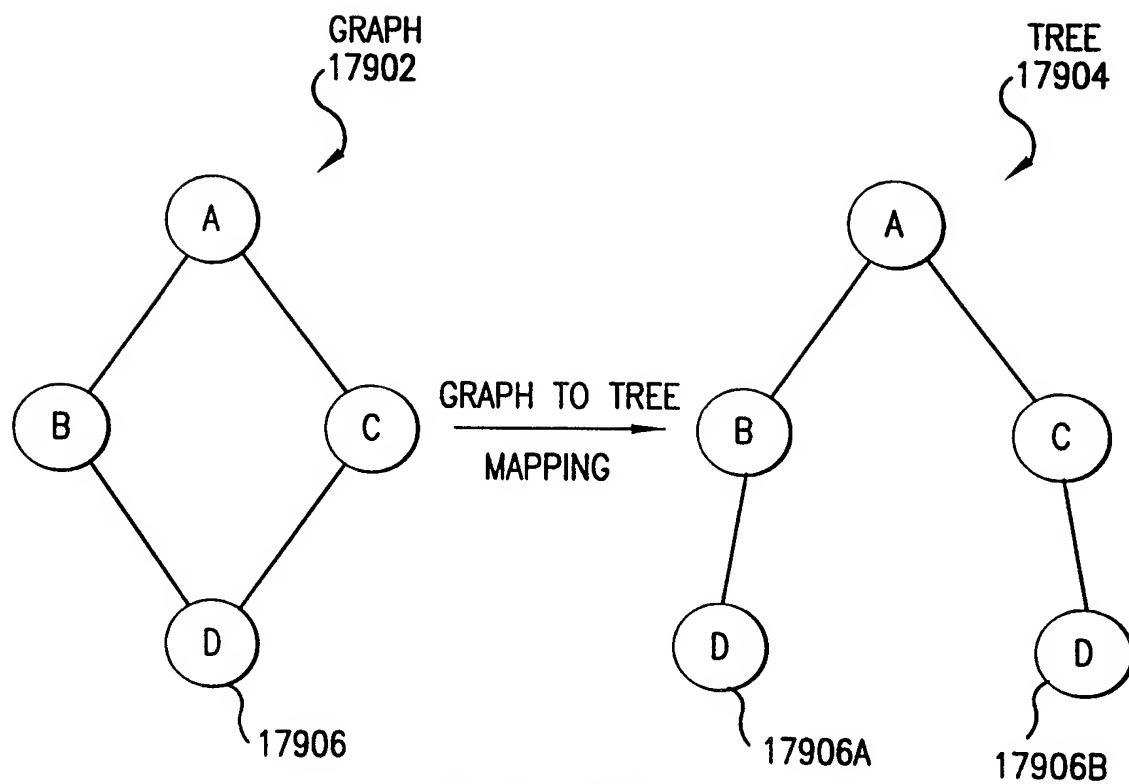 GRAPH
17902
TREE
17904
A
A
B
C
GRAPH TO TREE
MAPPING
B
C
D
D
D
17906
17906A
17906B